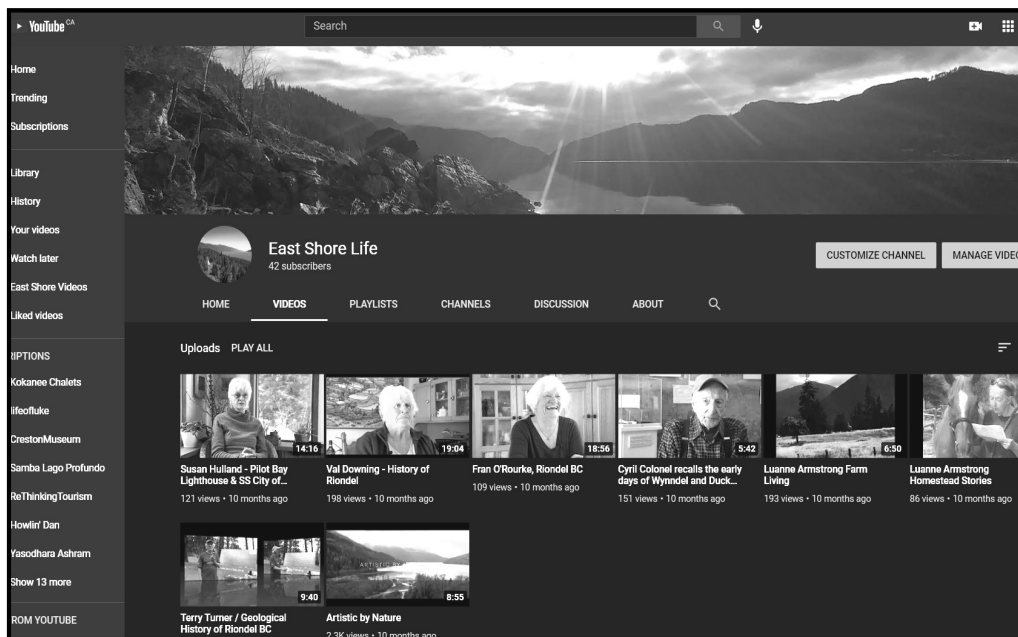 YouTube CA
Search
Home
Trending
Subscriptions
Library
History
Your videos
Watch later
East Shore Videos
Liked videos
RIPTIONS
Kokanee Chalets
lifeofluke
CrestonMuseum
Samba Lago Profundo
ReThinkingTourism
Howlin' Dan
Yasodhara Ashram
Show 13 more
ROM YOUTUBE
East Shore Life
42 subscribers
CUSTOMIZE CHANNEL
MANAGE VIDEO
HOME VIDEOS PLAYLISTS CHANNELS DISCUSSION ABOUT
Uploads PLAY ALL
14:16
Susan Hulland - Pilot Bay
Lighthouse & SS City of...
121 views • 10 months ago
19:04
Val Downing - History of
Riondel
198 views • 10 months ago
18:56
Fran O'Rourke, Riondel BC
109 views • 10 months ago
5:42
Cyril Colonel recalls the early
days of Wynndel and Duck...
151 views • 10 months ago
6:50
Luanne Armstrong Farm
Living
193 views • 10 months ago
Luanne Armstrong
Homestead Stories
86 views • 10 months ago
9:40
Terry Turner / Geological
History of Riondel BC
ARTISTIC BY
8:55
Artistic by Nature
2.3K views • 10 months ago